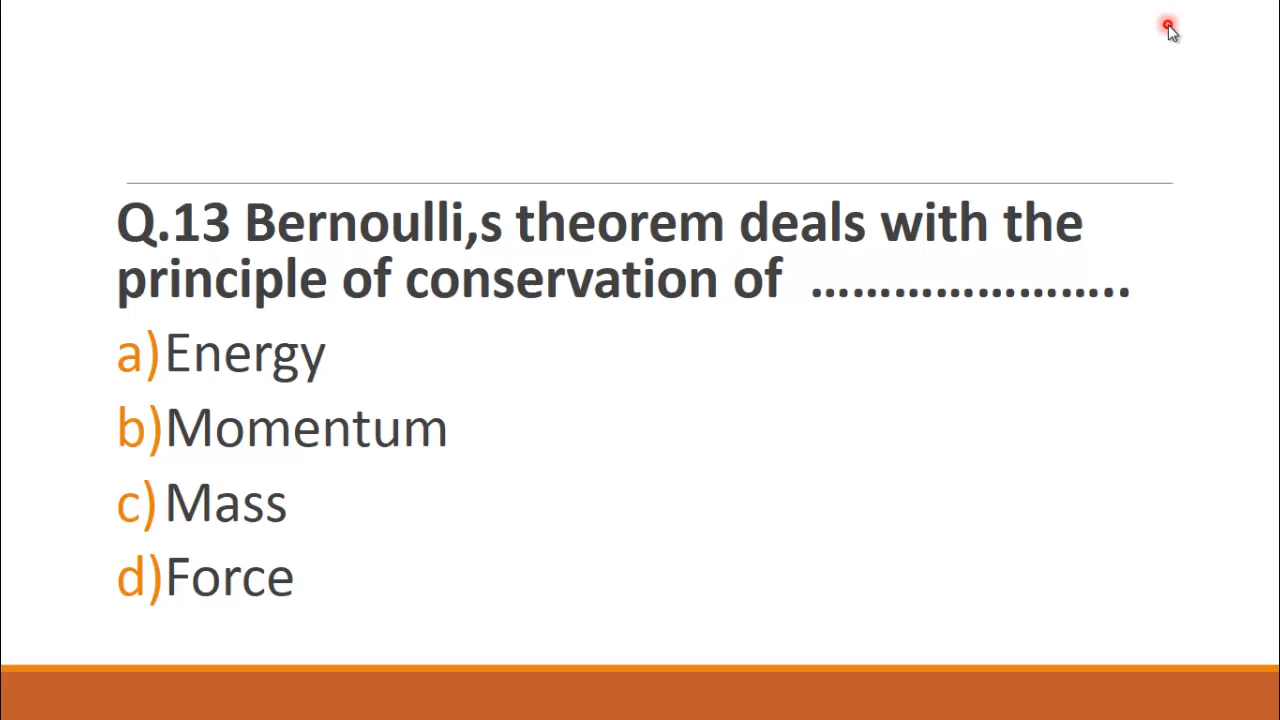 Q.13 Bernoulli,s theorem deals with the
principle of conservation of …………………..
a)Energy
b)Momentum
c)Mass
d)Force